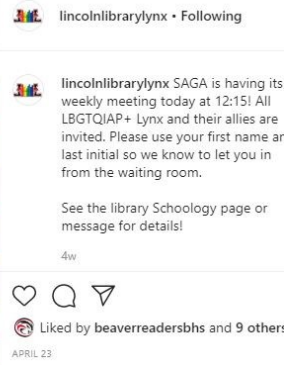 lincolnlibrarylynx • Following
lincolnlibrarylynx SAGA is having its
weekly meeting today at 12:15! All
LBGTQIAP+ Lynx and their allies are
invited. Please use your first name an
last initial so we know to let you in
from the waiting room.
See the library Schoology page or
message for details!
4w
Liked by beaverreadersbhs and 9 others
APRIL 23